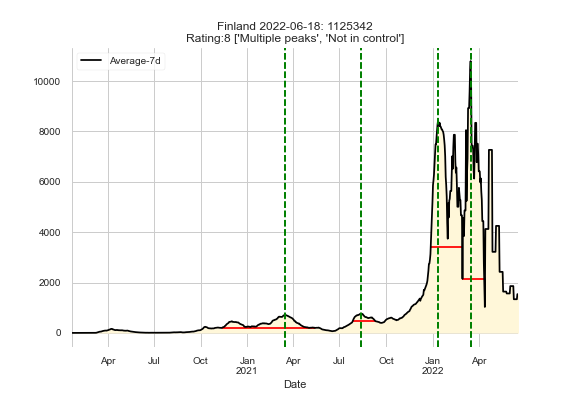 Finland 2022-06-18: 1125342
Rating:8 ['Multiple peaks', 'Not in control']
Average-7d
10000
8000
6000
4000
2000
0
Apr Jul Oct Jan Apr Jul Oct Jan Apr
2021 2022
Date